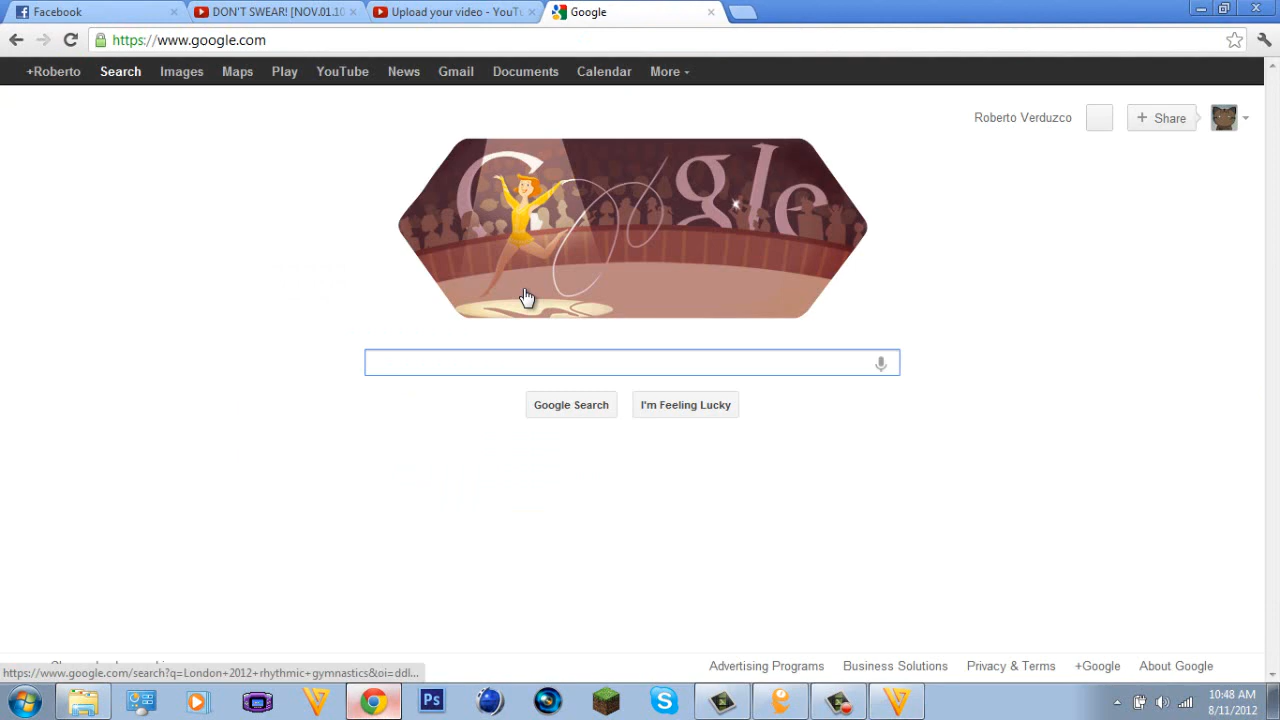 Facebook
DON'T SWEAR! [NOV.01.10
Upload your video - YouTu
Google
https://www.google.com
+Roberto Search Images Maps Play YouTube News Gmail Documents Calendar More
Roberto Verduzco
+ Share
Google
Google Search I'm Feeling Lucky
Advertising Programs Business Solutions Privacy & Terms +Google About Google
https://www.google.com/search?q=London+2012+rhythmic+gymnastics&oi=ddl...
Ps
10:48 AM
8/11/2012